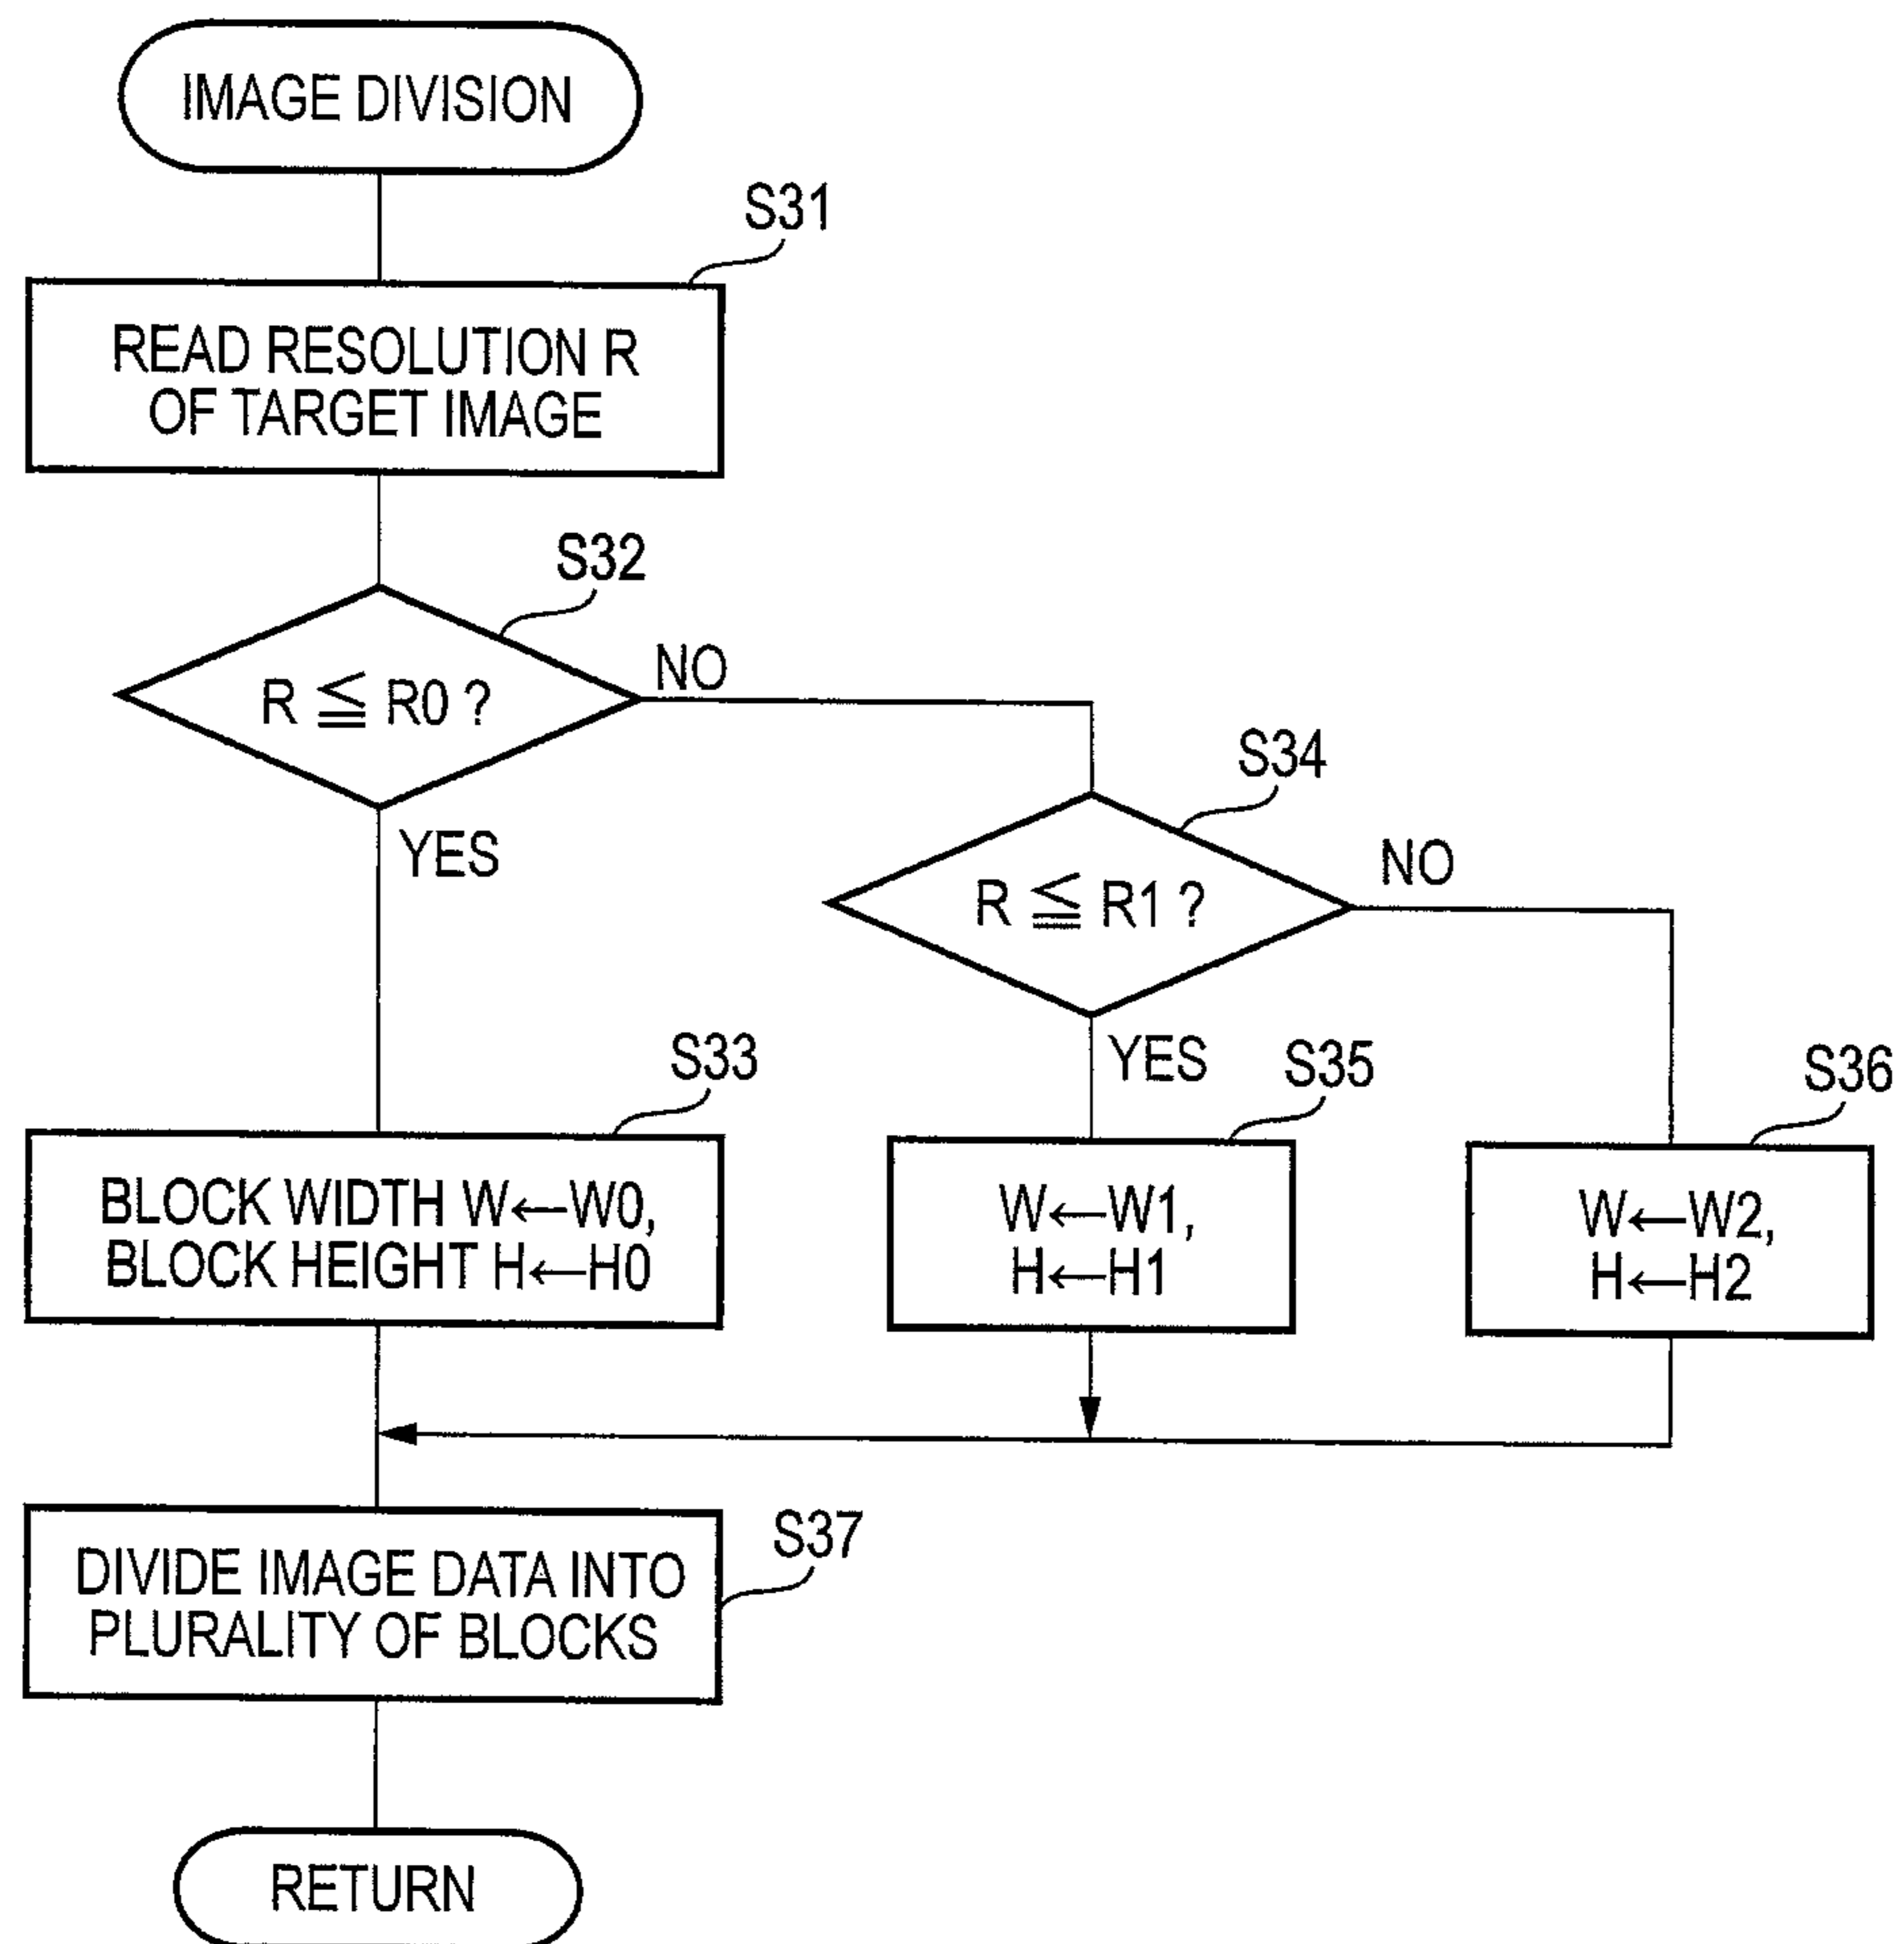 IMAGE DIVISION
S31
READ RESOLUTION R
OF TARGET IMAGE
S32
R ≦ R0 ?
NO
YES
S34
R ≦ R1 ?
NO
YES
S33
BLOCK WIDTH W←W0,
BLOCK HEIGHT H←H0
S35
W←W1,
H←H1
S36
W←W2,
H←H2
S37
DIVIDE IMAGE DATA INTO
PLURALITY OF BLOCKS
RETURN